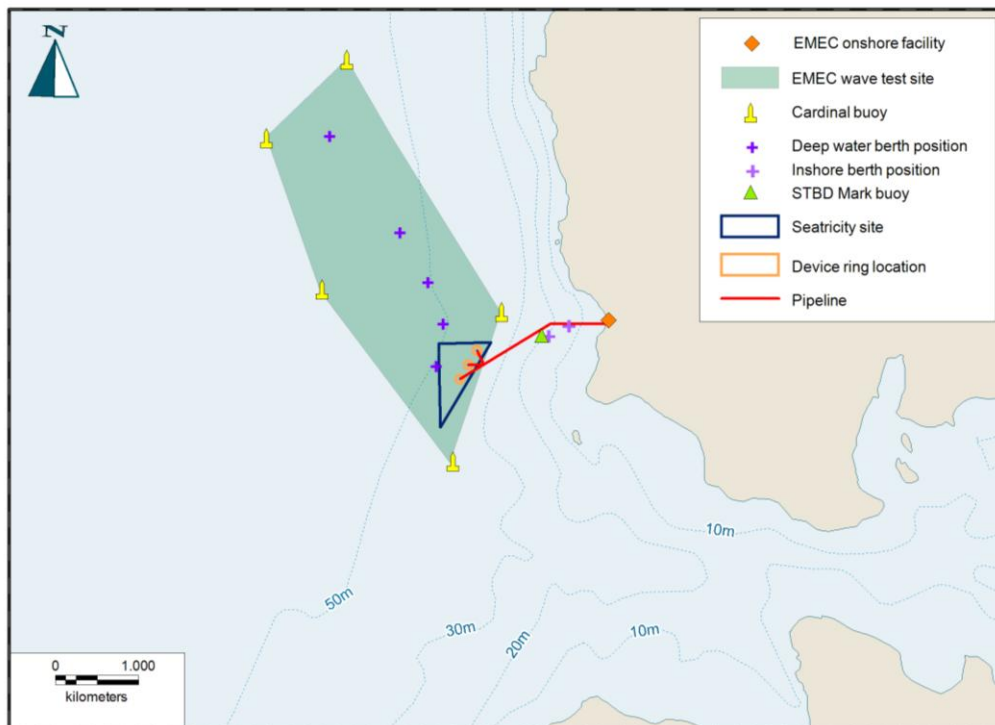 N
EMEC onshore facility
EMEC wave test site
Cardinal buoy
Deep water berth position
Inshore berth position
STBD Mark buoy
Seatricity site
Device ring location
Pipeline
10m
50m
30m
20m
10m
0 1.000
kilometers